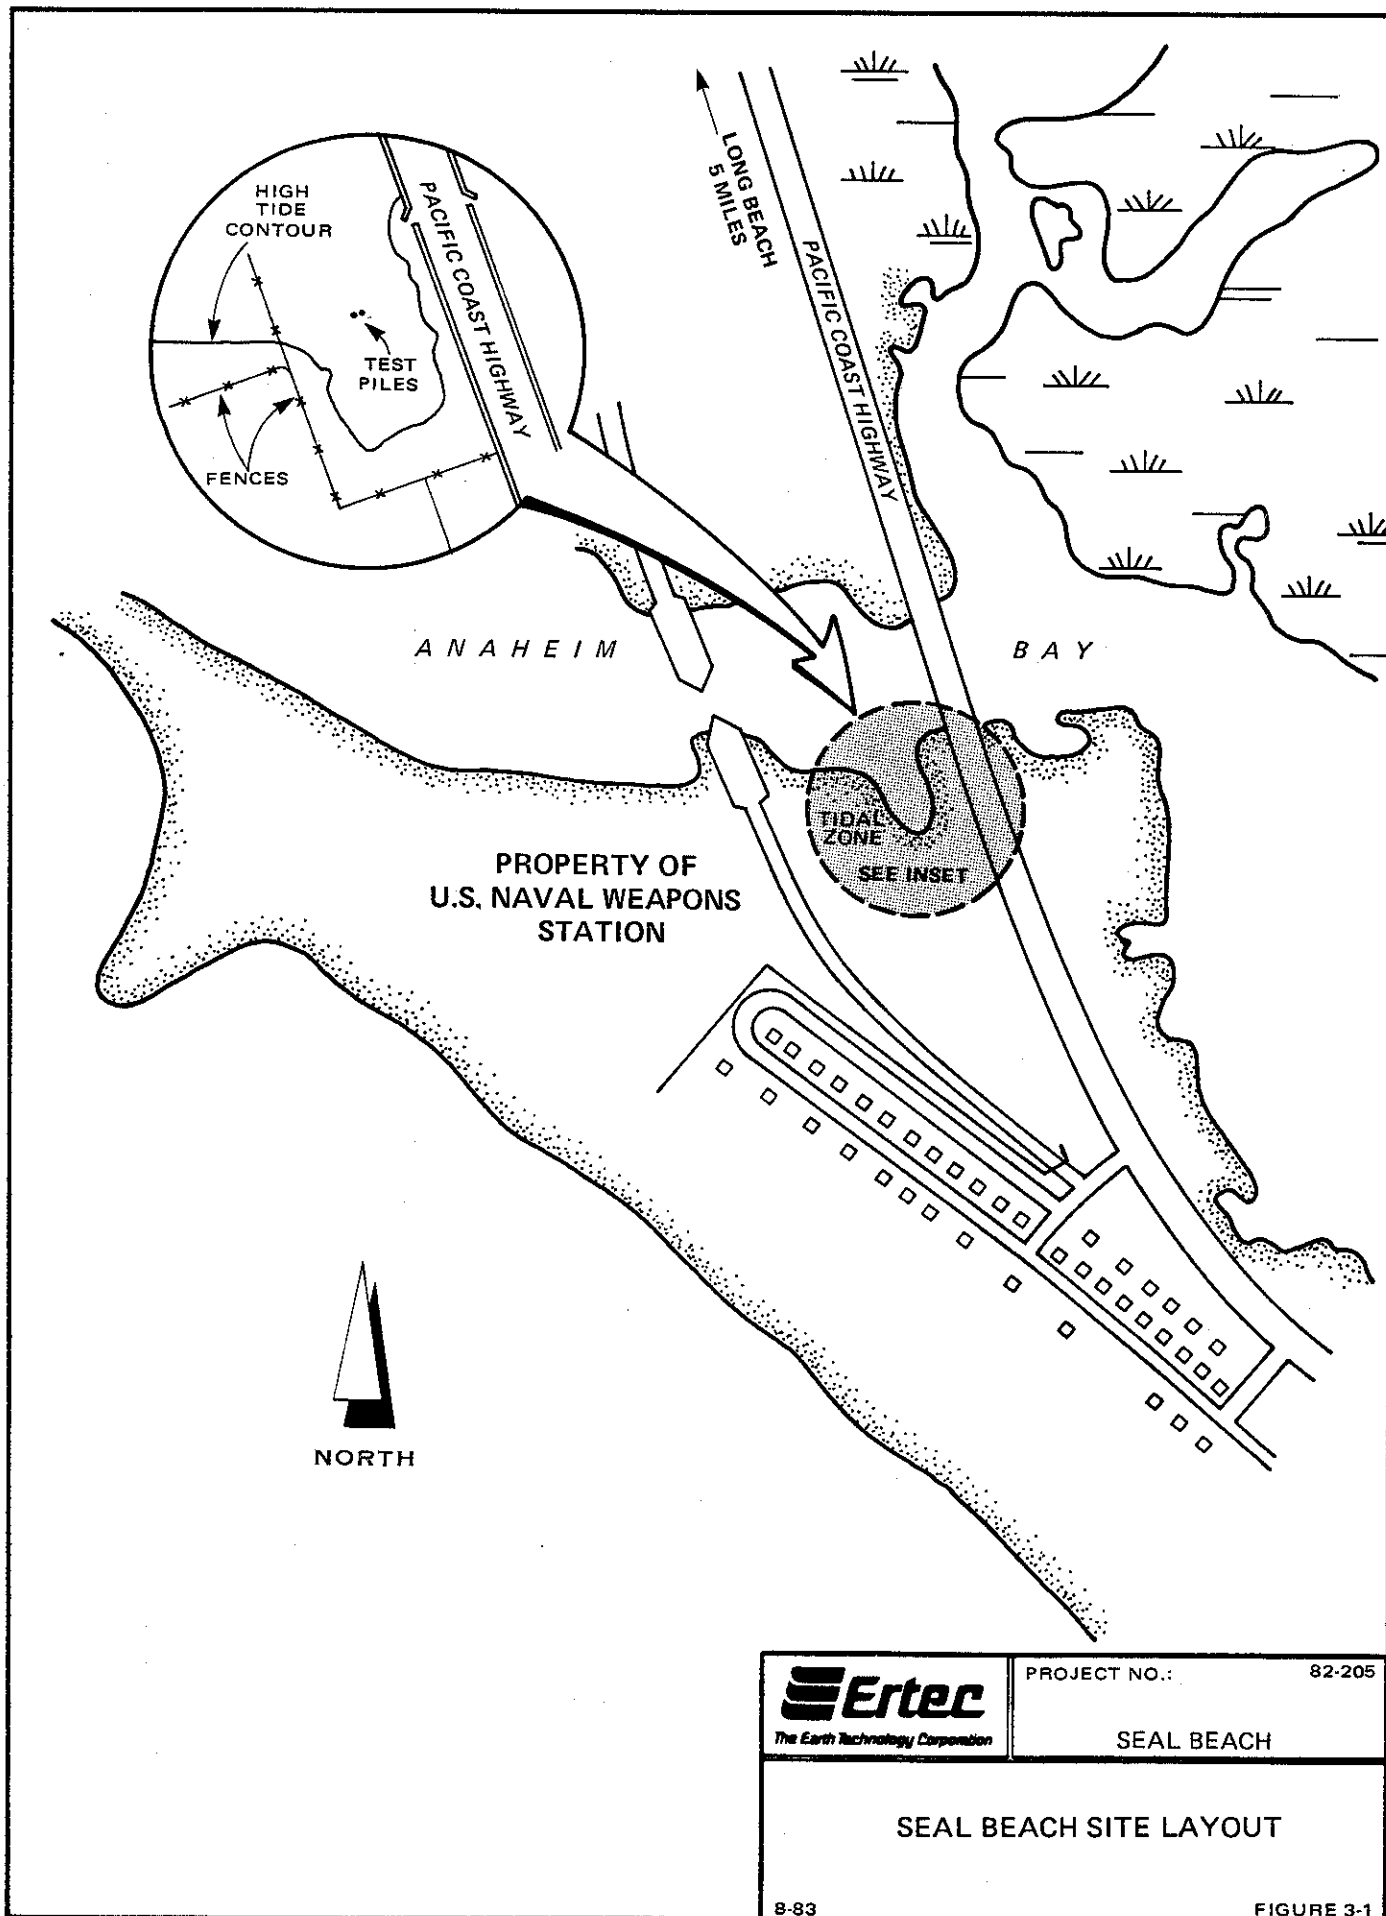 LONG BEACH
5 MILES
PACIFIC COAST HIGHWAY
HIGH
TIDE
CONTOUR
PACIFIC COAST HIGHWAY
TEST
PILES
FENCES
ANAHEIM
BAY
TIDAL
ZONE
SEE INSET
PROPERTY OF
U.S. NAVAL WEAPONS
STATION
NORTH
Ertec
The Earth Technology Corporation
PROJECT NO.: 82-205
SEAL BEACH
SEAL BEACH SITE LAYOUT
8-83
FIGURE 3-1